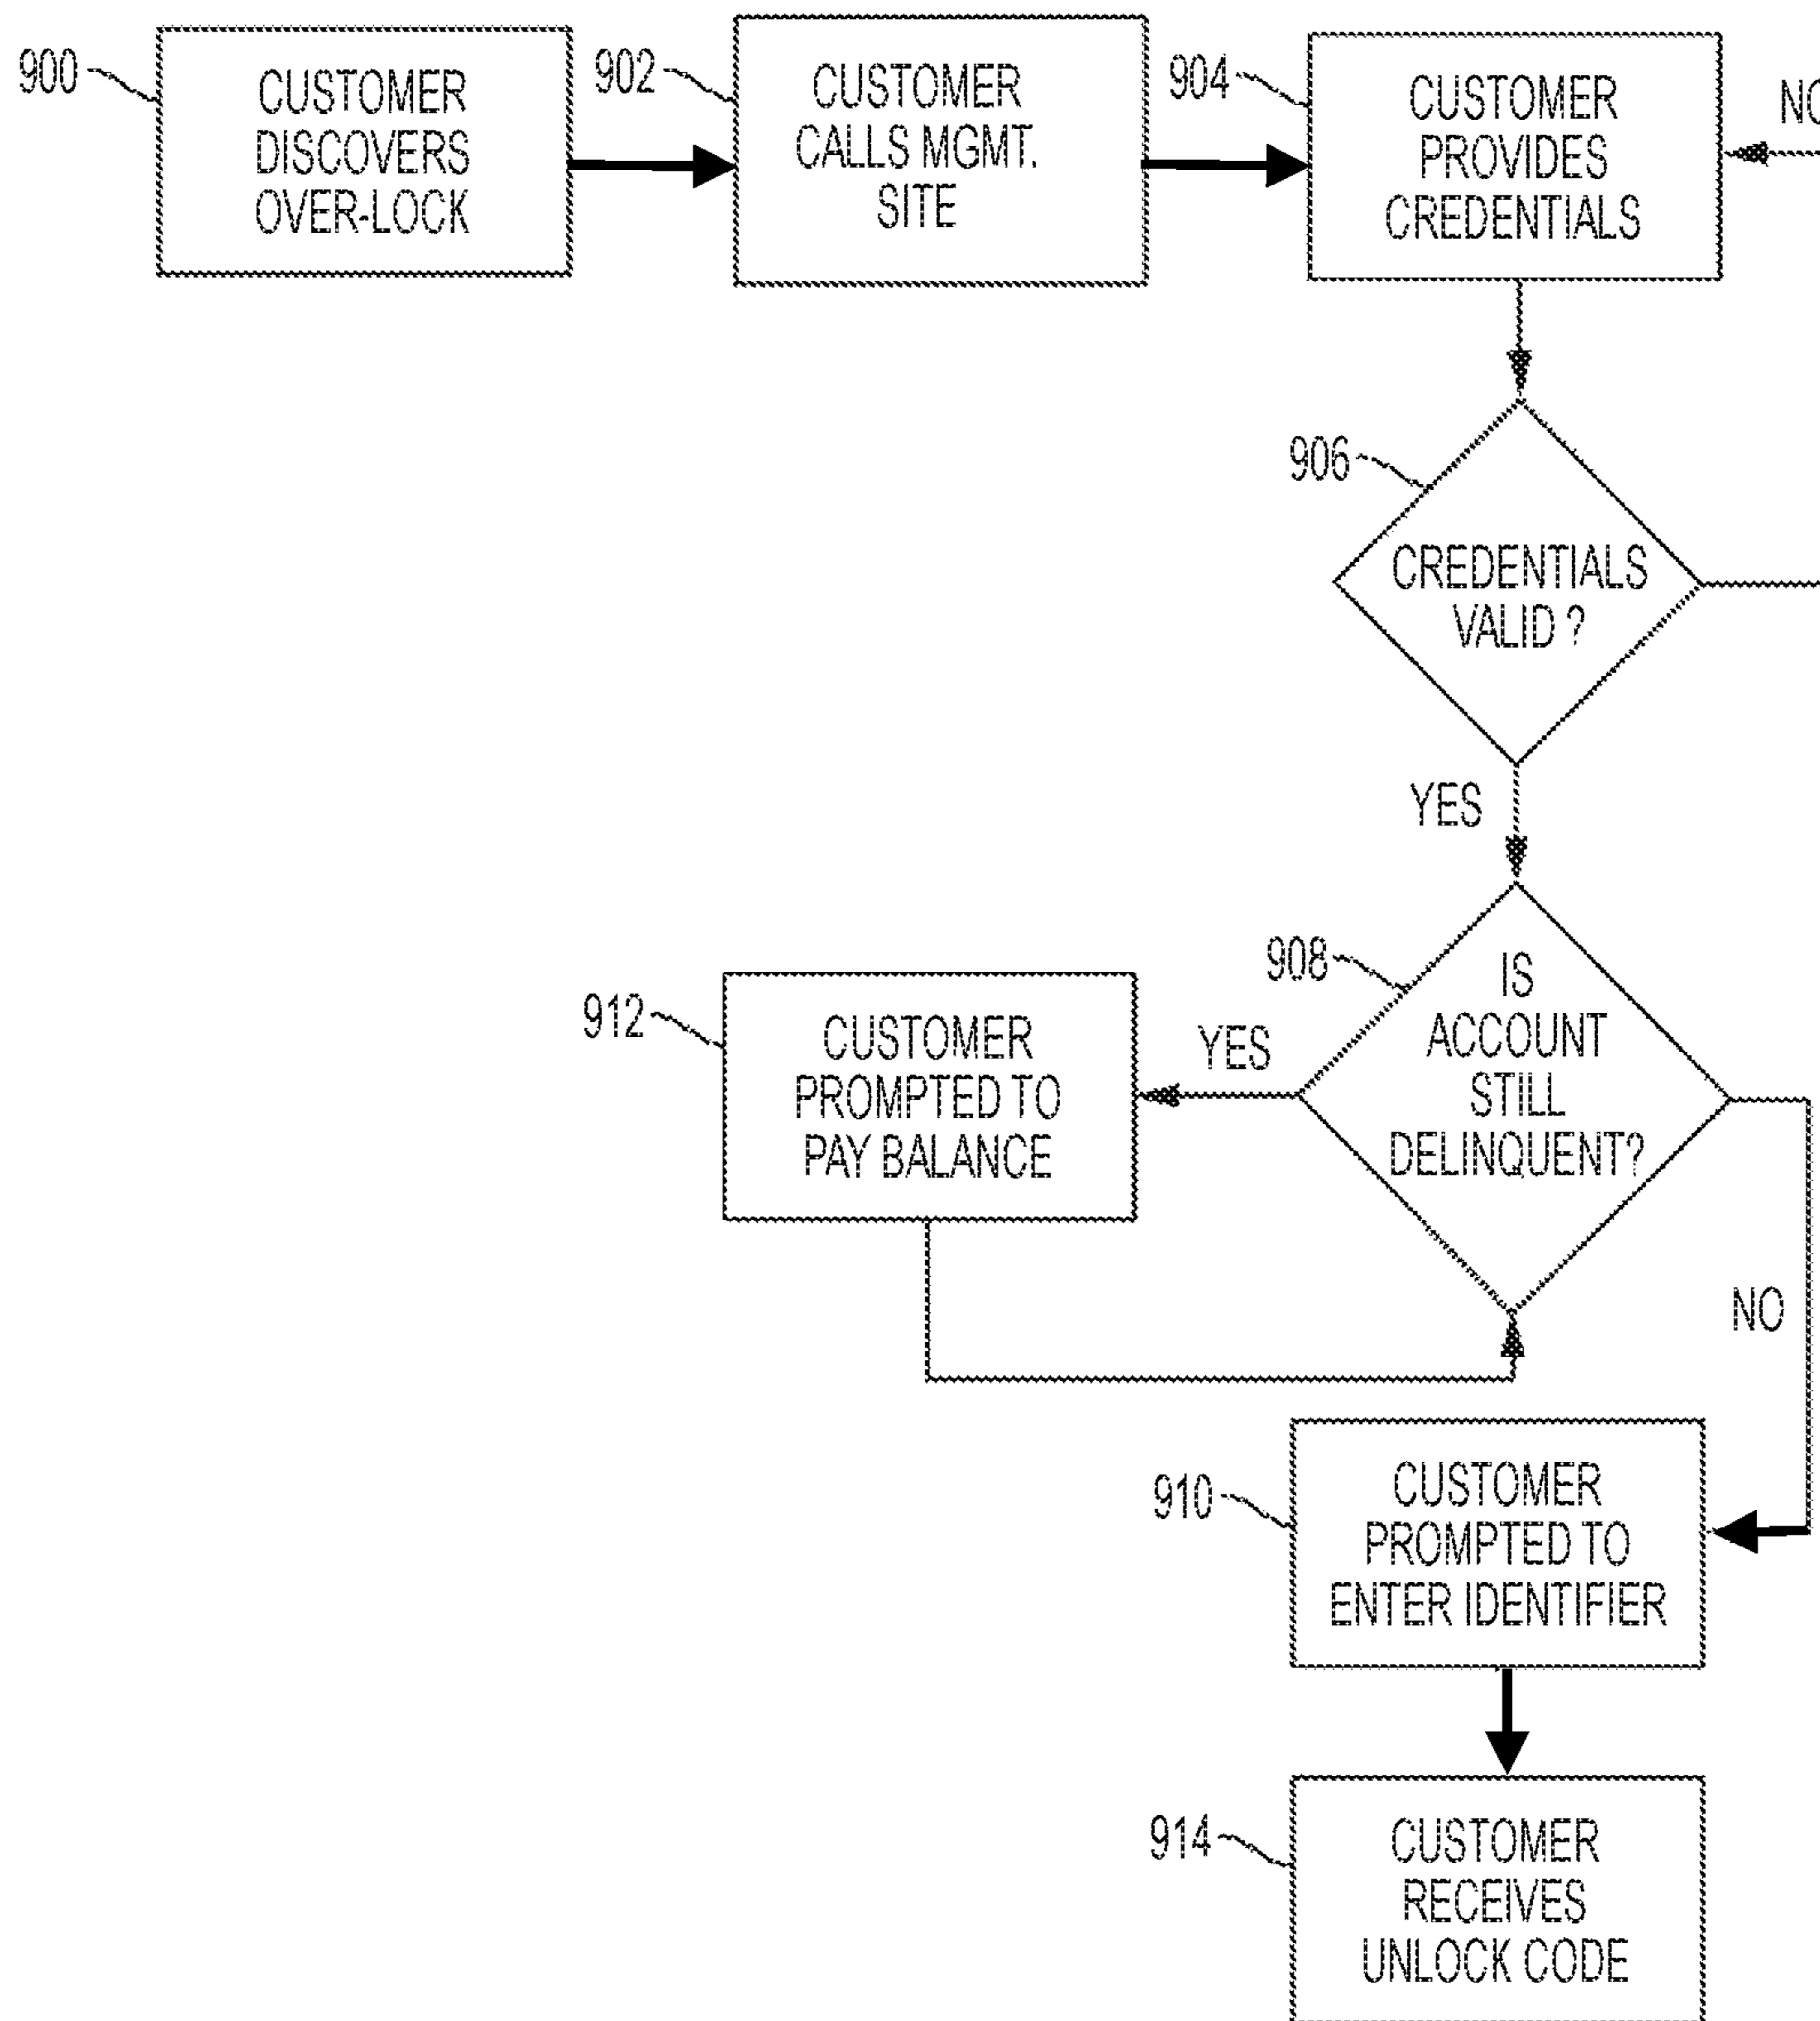 900
CUSTOMER
DISCOVERS
OVER-LOCK
902
CUSTOMER
CALLS MGMT.
SITE
904
CUSTOMER
PROVIDES
CREDENTIALS
NO
906
CREDENTIALS
VALID ?
YES
908
IS
ACCOUNT
STILL
DELINQUENT?
YES
912
CUSTOMER
PROMPTED TO
PAY BALANCE
NO
910
CUSTOMER
PROMPTED TO
ENTER IDENTIFIER
914
CUSTOMER
RECEIVES
UNLOCK CODE